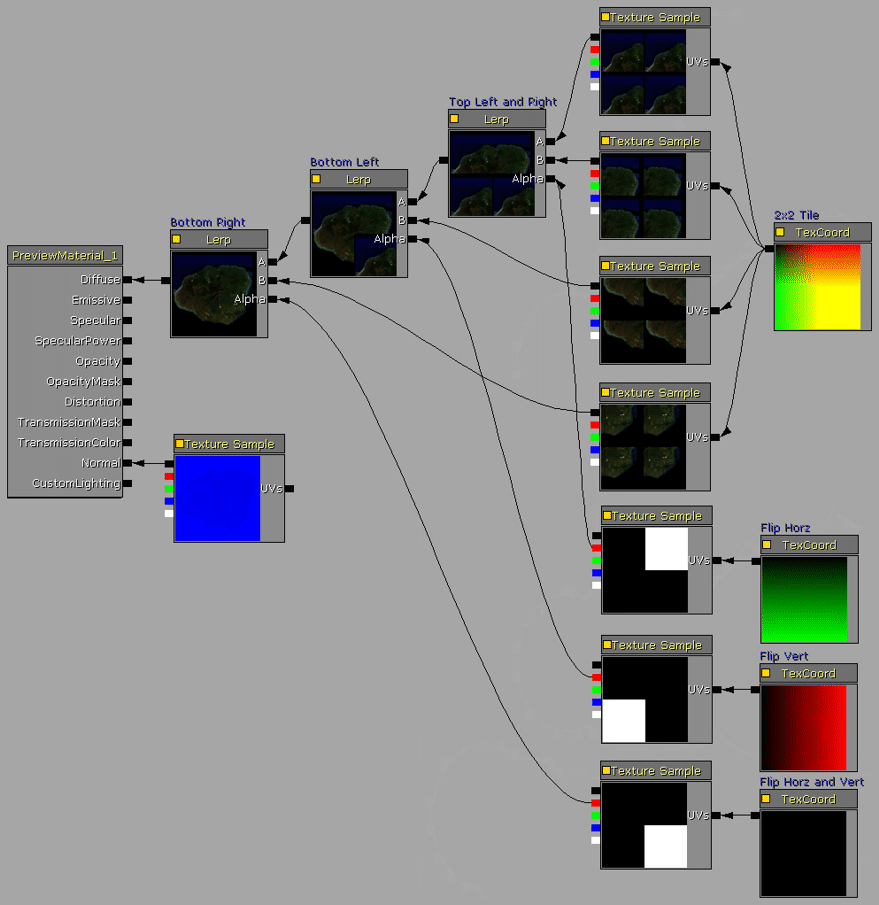 Texture Sample
UVs
Top Left and Right
Lerp
A
B
Alpha
Texture Sample
UVs
Bottom Left
Lerp
A
B
Alpha
Bottom Right
Lerp
A
B
Alpha
2x2 Tile
TexCoord
PreviewMaterial_1
Diffuse
Emissive
Specular
SpecularPower
Opacity
OpacityMask
Distortion
TransmissionMask
TransmissionColor
Normal
CustomLighting
Texture Sample
UVs
Texture Sample
UVs
Texture Sample
UVs
Texture Sample
UVs
Flip Horz
TexCoord
Texture Sample
UVs
Flip Vert
TexCoord
Texture Sample
UVs
Flip Horz and Vert
TexCoord